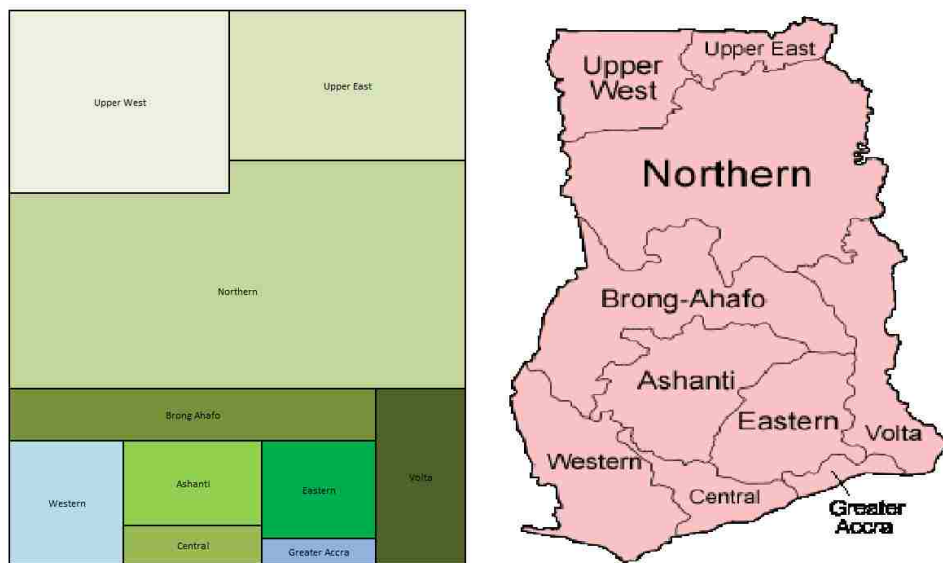 Upper West
Upper East
Northern
Brong Ahafo
Western
Ashanti
Eastern
Volta
Central
Greater Accra
Upper
West
Upper East
Northern
Brong-Ahafo
Ashanti
Eastern
Volta
Western
Central
Greater
Accra